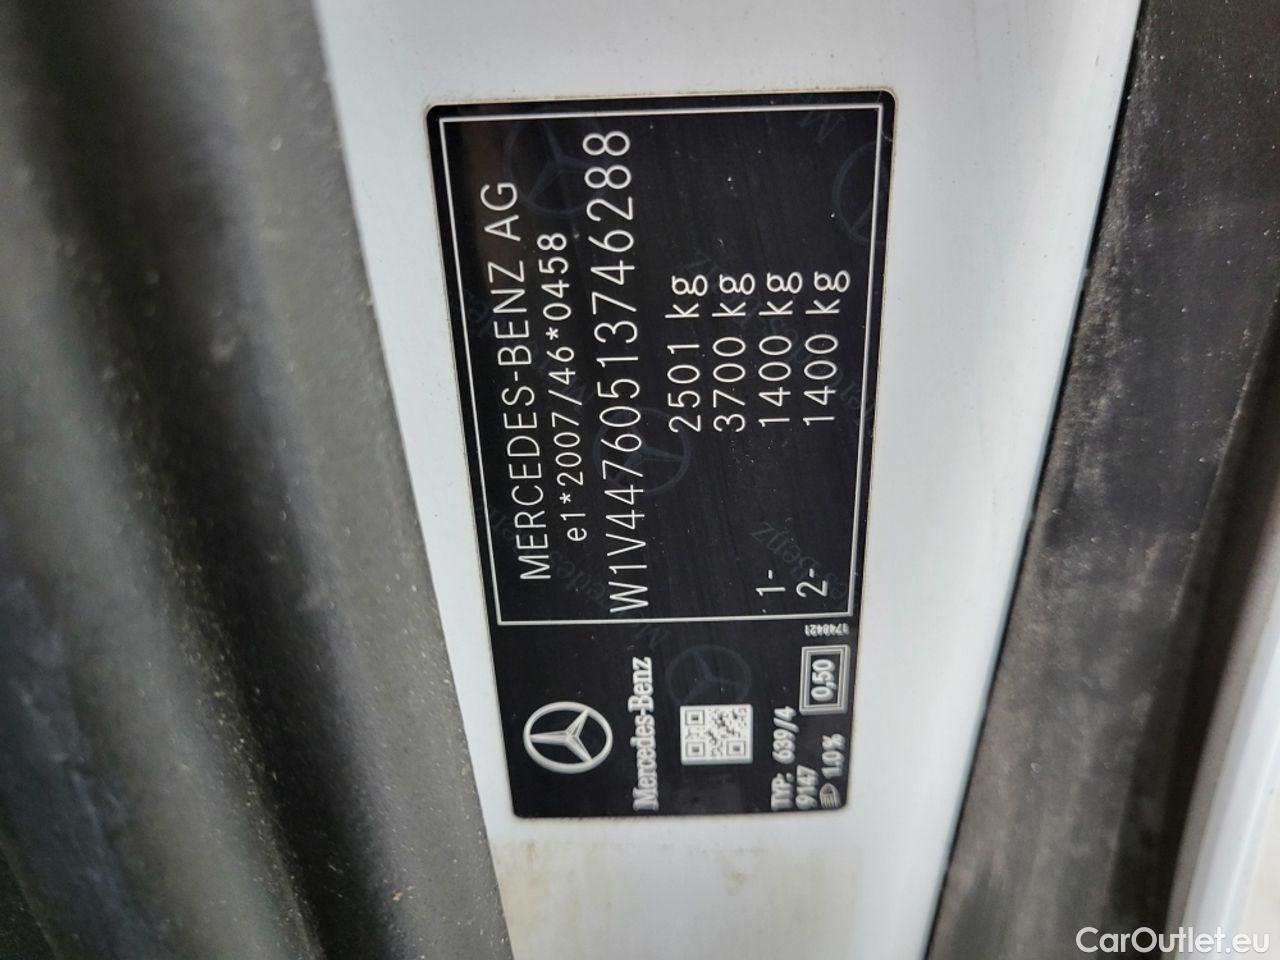 MERCEDES-BENZ AG
e1*2007/46*0458
W1V44760513746288
2501 kg
3700 kg
1- 1400 kg
2- 1400 kg
1748421
Mercedes-Benz
TYP: 639/4
9147
1.0%
0,50
CarOutlet.eu